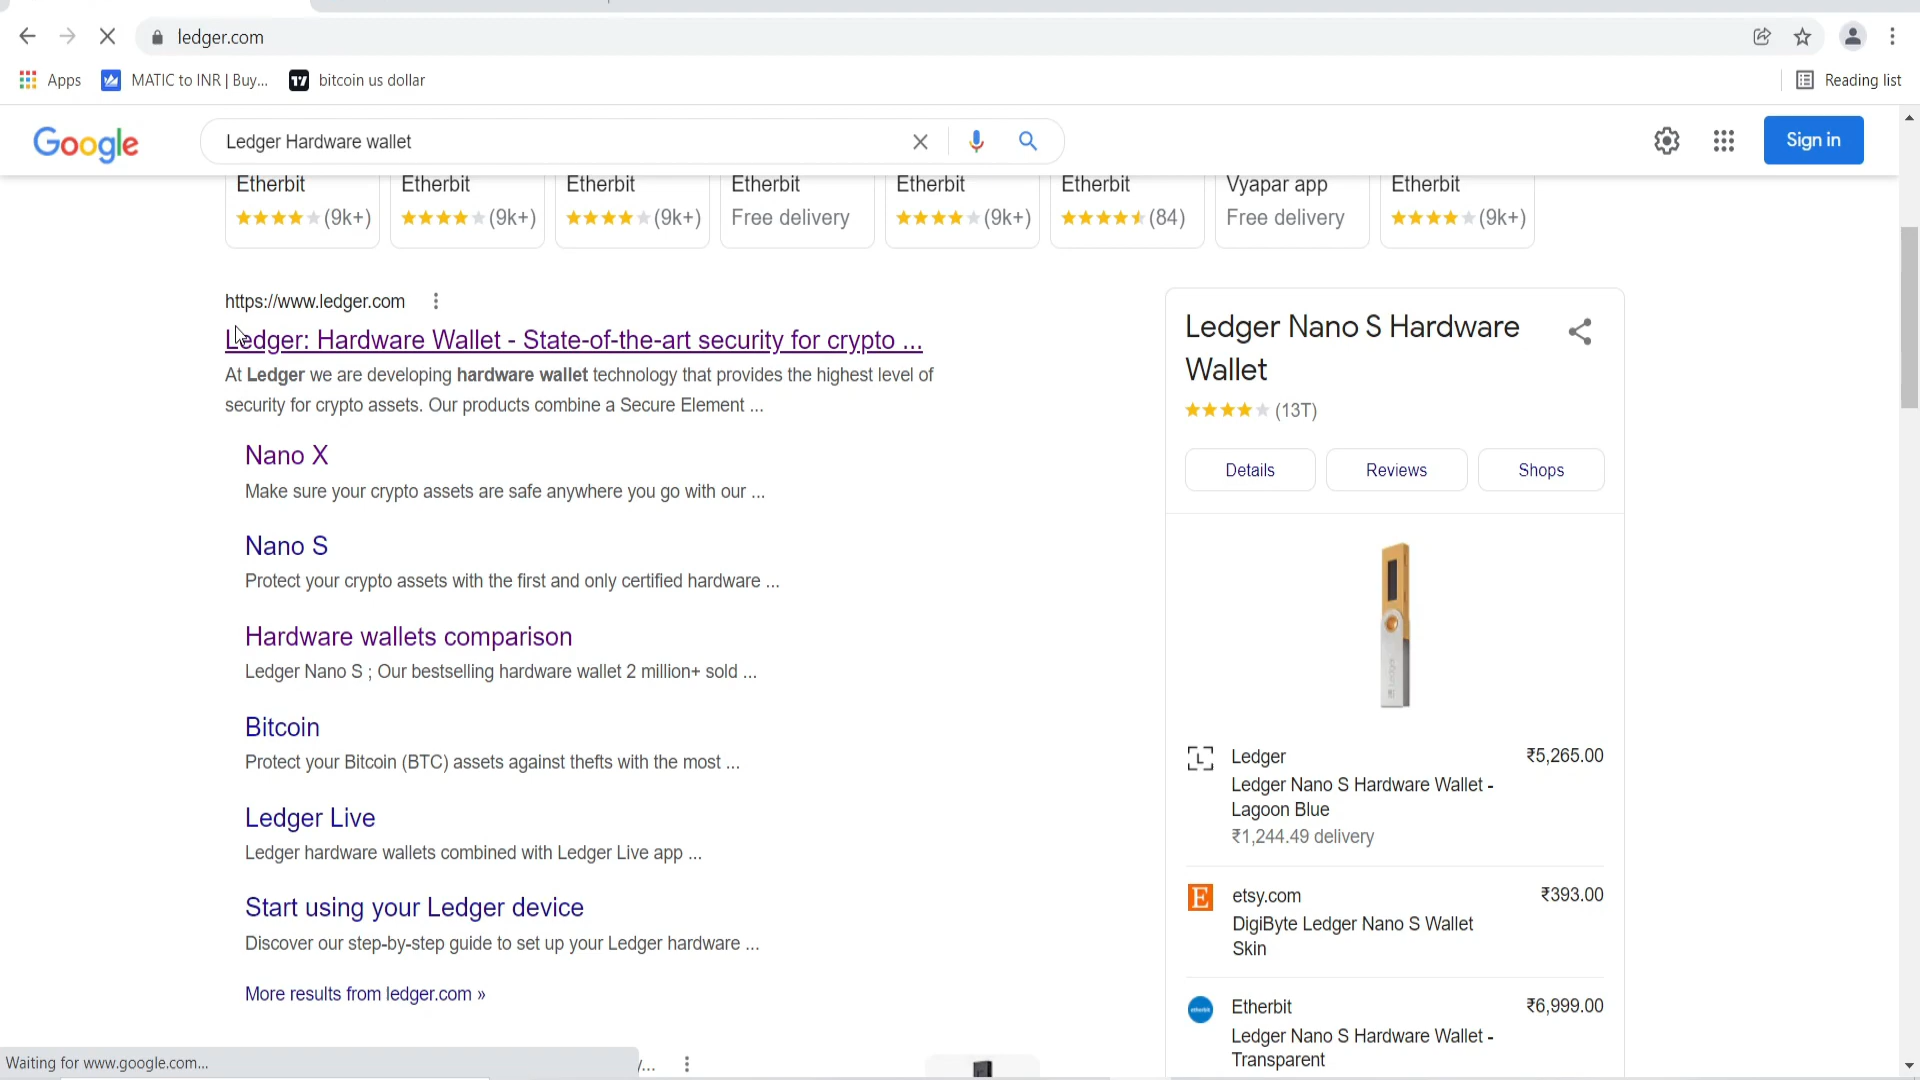 ledger.com
Apps
MATIC to INR | Buy...
bitcoin us dollar
Reading list
Google
Ledger Hardware wallet
Sign in
Etherbit
(9k+)
Etherbit
(9k+)
Etherbit
(9k+)
Etherbit
Free delivery
Etherbit
(9k+)
Etherbit
(84)
Vyapar app
Free delivery
Etherbit
(9k+)
https://www.ledger.com
Ledger: Hardware Wallet - State-of-the-art security for crypto ...
At Ledger we are developing hardware wallet technology that provides the highest level of
security for crypto assets. Our products combine a Secure Element ...
Nano X
Make sure your crypto assets are safe anywhere you go with our ...
Nano S
Protect your crypto assets with the first and only certified hardware ...
Hardware wallets comparison
Ledger Nano S ; Our bestselling hardware wallet 2 million+ sold ...
Bitcoin
Protect your Bitcoin (BTC) assets against thefts with the most ...
Ledger Live
Ledger hardware wallets combined with Ledger Live app ...
Start using your Ledger device
Discover our step-by-step guide to set up your Ledger hardware ...
More results from ledger.com »
Waiting for www.google.com...
Ledger Nano S Hardware
Wallet
(13T)
Details
Reviews
Shops
Ledger
₹5,265.00
Ledger Nano S Hardware Wallet -
Lagoon Blue
₹1,244.49 delivery
etsy.com
₹393.00
DigiByte Ledger Nano S Wallet
Skin
Etherbit
₹6,999.00
Ledger Nano S Hardware Wallet -
Transparent